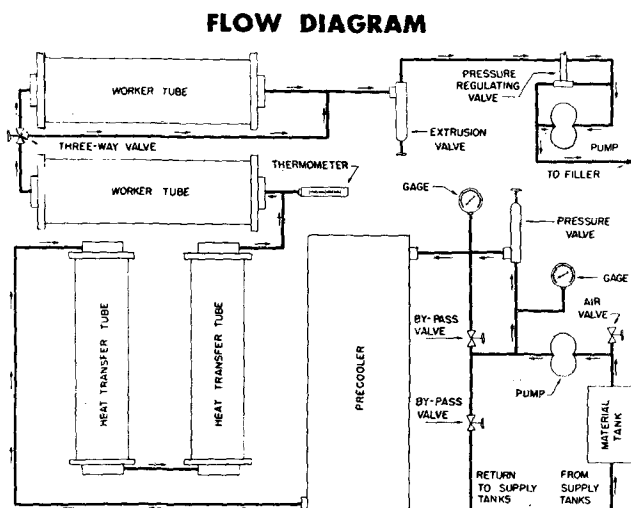 FLOW DIAGRAM
WORKER TUBE
PRESSURE
REGULATING
VALVE
EXTRUSION
VALVE
PUMP
THREE-WAY VALVE
THERMOMETER
TO FILLER
WORKER TUBE
GAGE
PRESSURE
VALVE
GAGE
HEAT TRANSFER TUBE
HEAT TRANSFER TUBE
PRECOOLER
BY-PASS
VALVE
AIR
VALVE
BY-PASS
VALVE
PUMP
MATERIAL
TANK
RETURN
TO SUPPLY
TANKS
FROM
SUPPLY
TANKS